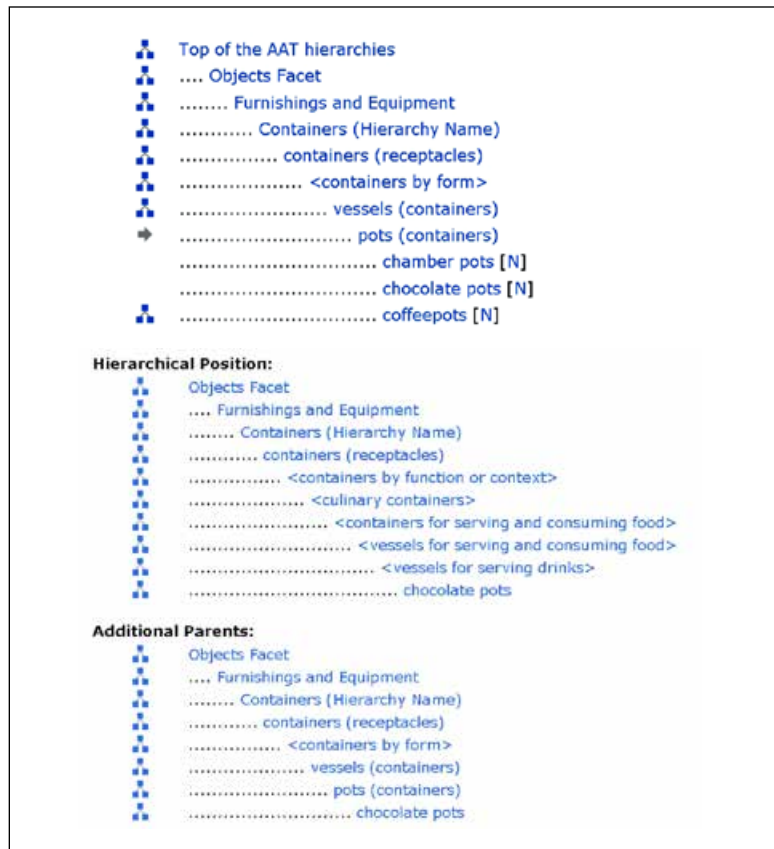 Top of the AAT hierarchies
.... Objects Facet
........ Furnishings and Equipment
............ Containers (Hierarchy Name)
................ containers (receptacles)
.................... <containers by form>
........................ vessels (containers)
............................ pots (containers)
................................ chamber pots [N]
................................ chocolate pots [N]
................................ coffeepots [N]
Hierarchical Position:
Objects Facet
.... Furnishings and Equipment
........ Containers (Hierarchy Name)
............ containers (receptacles)
................ <containers by function or context>
.................... <culinary containers>
........................ <containers for serving and consuming food>
............................ <vessels for serving and consuming food>
................................ <vessels for serving drinks>
.................................... chocolate pots
Additional Parents:
Objects Facet
.... Furnishings and Equipment
........ Containers (Hierarchy Name)
............ containers (receptacles)
................ <containers by form>
.................... vessels (containers)
........................ pots (containers)
............................ chocolate pots